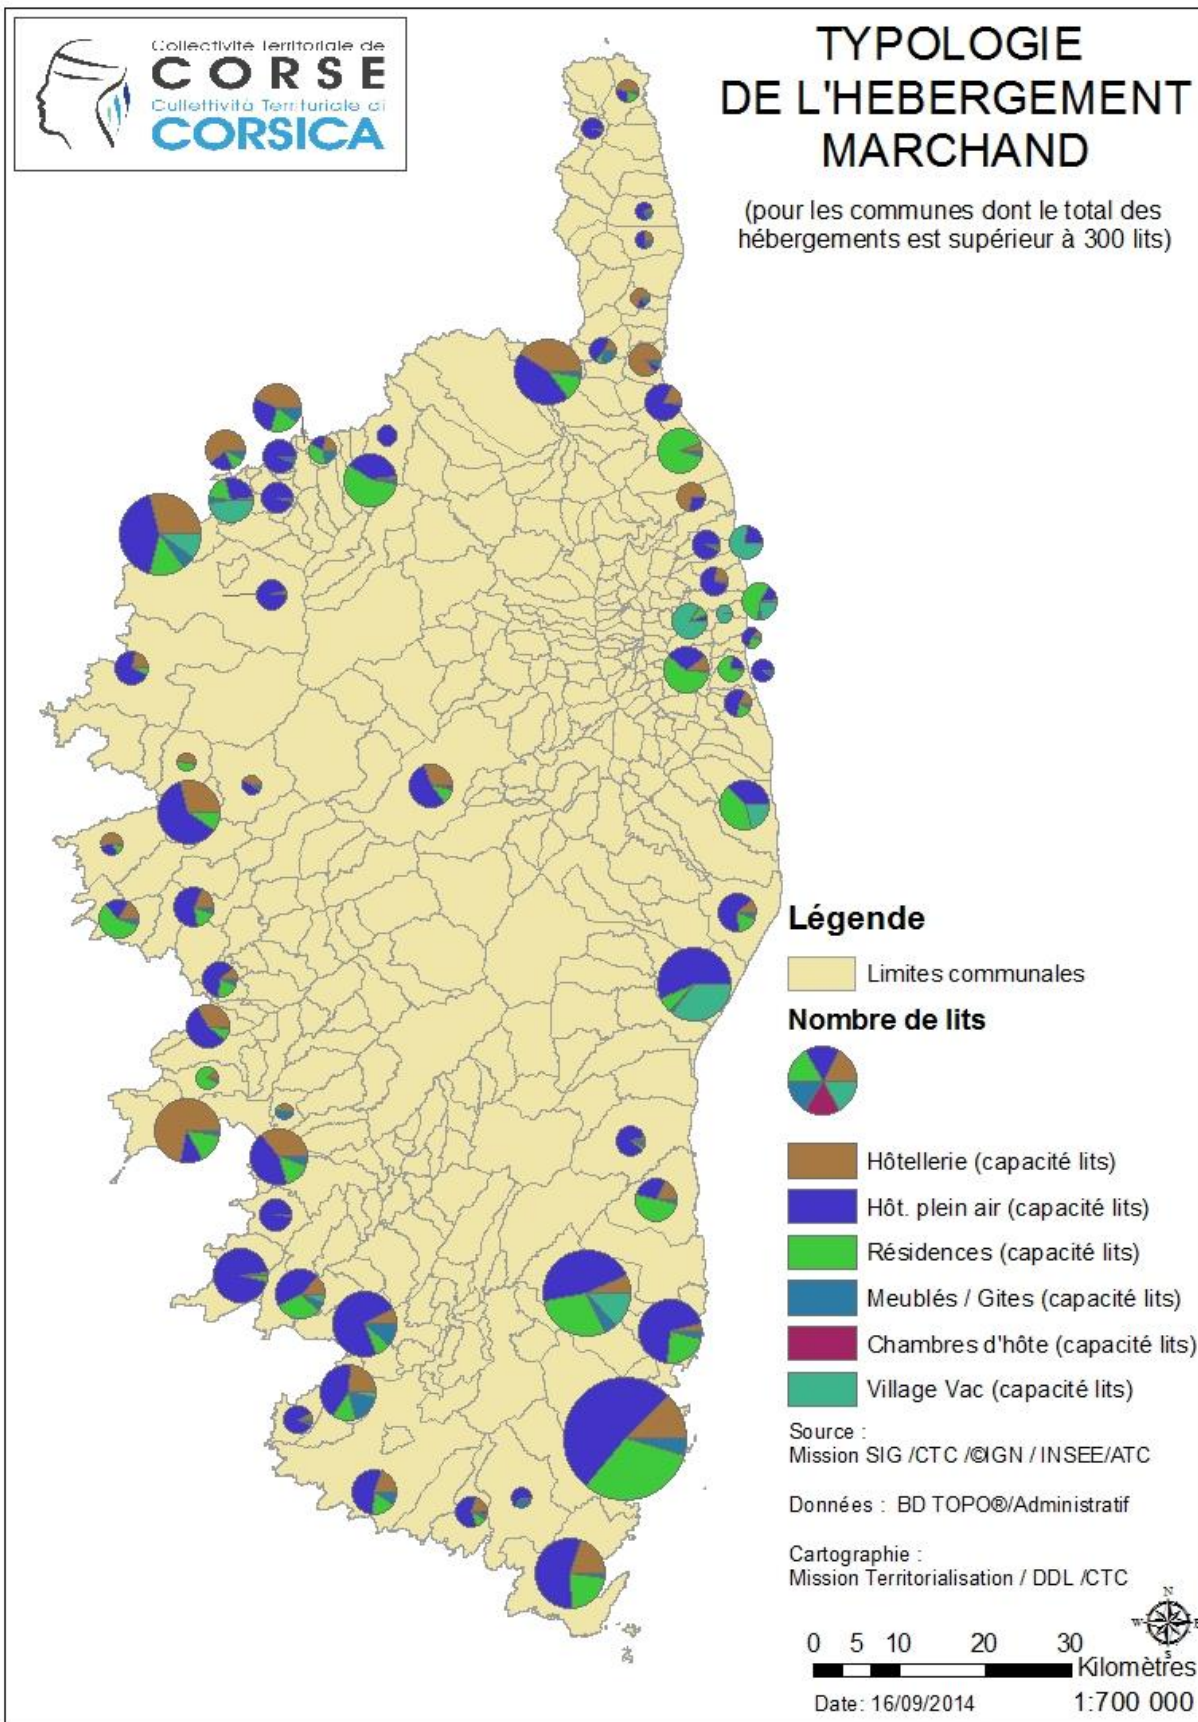 Collectivité Territoriale de
CORSE
Cullettività Territuriale di
CORSICA
TYPOLOGIE
DE L'HEBERGEMENT
MARCHAND
(pour les communes dont le total des
hébergements est supérieur à 300 lits)
Légende
Limites communales
Nombre de lits
Hôtellerie (capacité lits)
Hôt. plein air (capacité lits)
Résidences (capacité lits)
Meublés / Gites (capacité lits)
Chambres d'hôte (capacité lits)
Village Vac (capacité lits)
Source :
Mission SIG /CTC /©IGN / INSEE/ATC
Données : BD TOPO®/Administratif
Cartographie :
Mission Territorialisation / DDL /CTC
N
W E
S
0 5 10 20 30
Kilomètres
Date: 16/09/2014
1:700 000